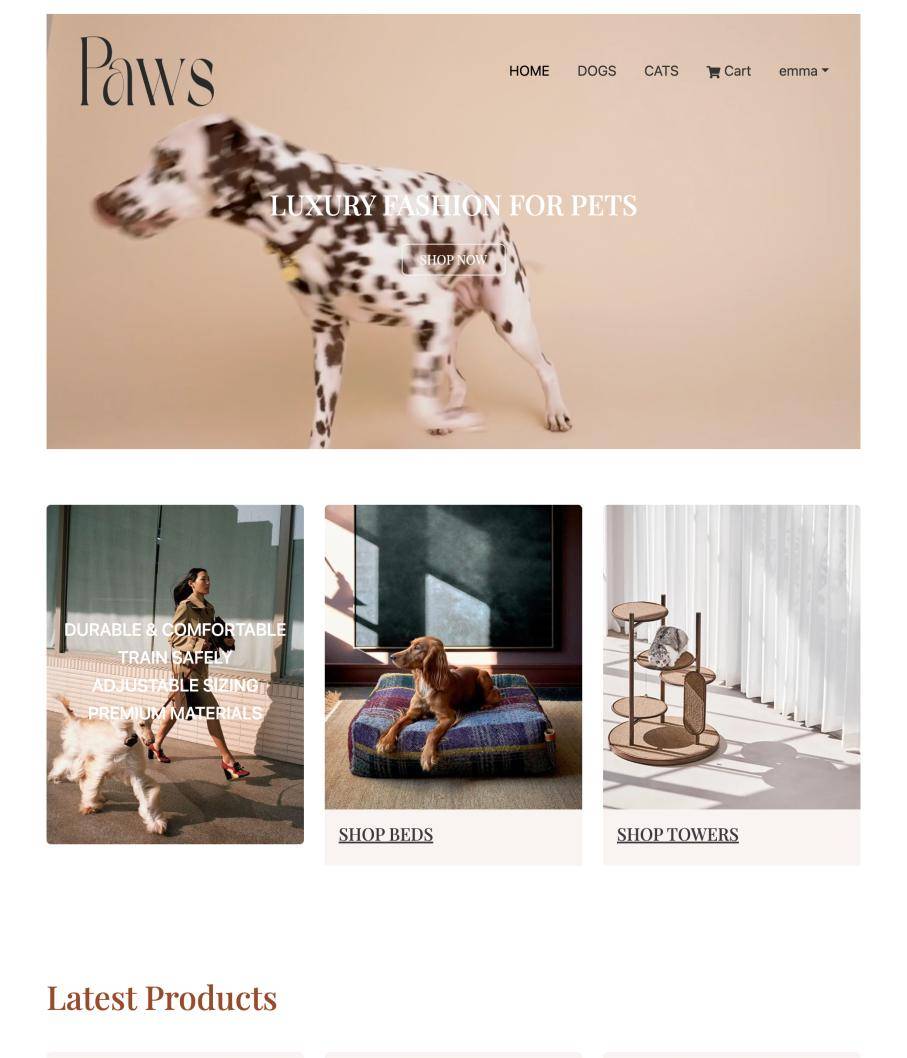 Paws
HOME DOGS CATS Cart emma
LUXURY FASHION FOR PETS
SHOP NOW
DURABLE & COMFORTABLE
TRAIN SAFELY
ADJUSTABLE SIZING
PREMIUM MATERIALS
SHOP BEDS
SHOP TOWERS
Latest Products